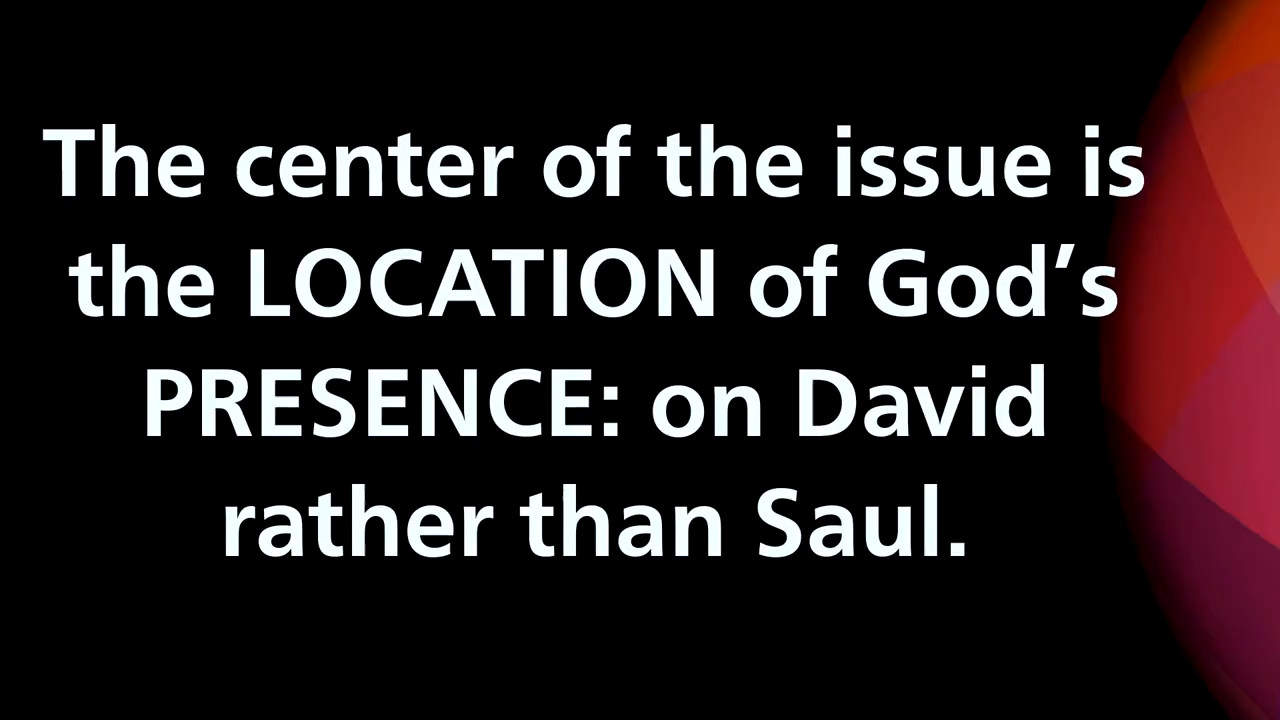 The center of the issue is
the LOCATION of God’s
PRESENCE: on David
rather than Saul.